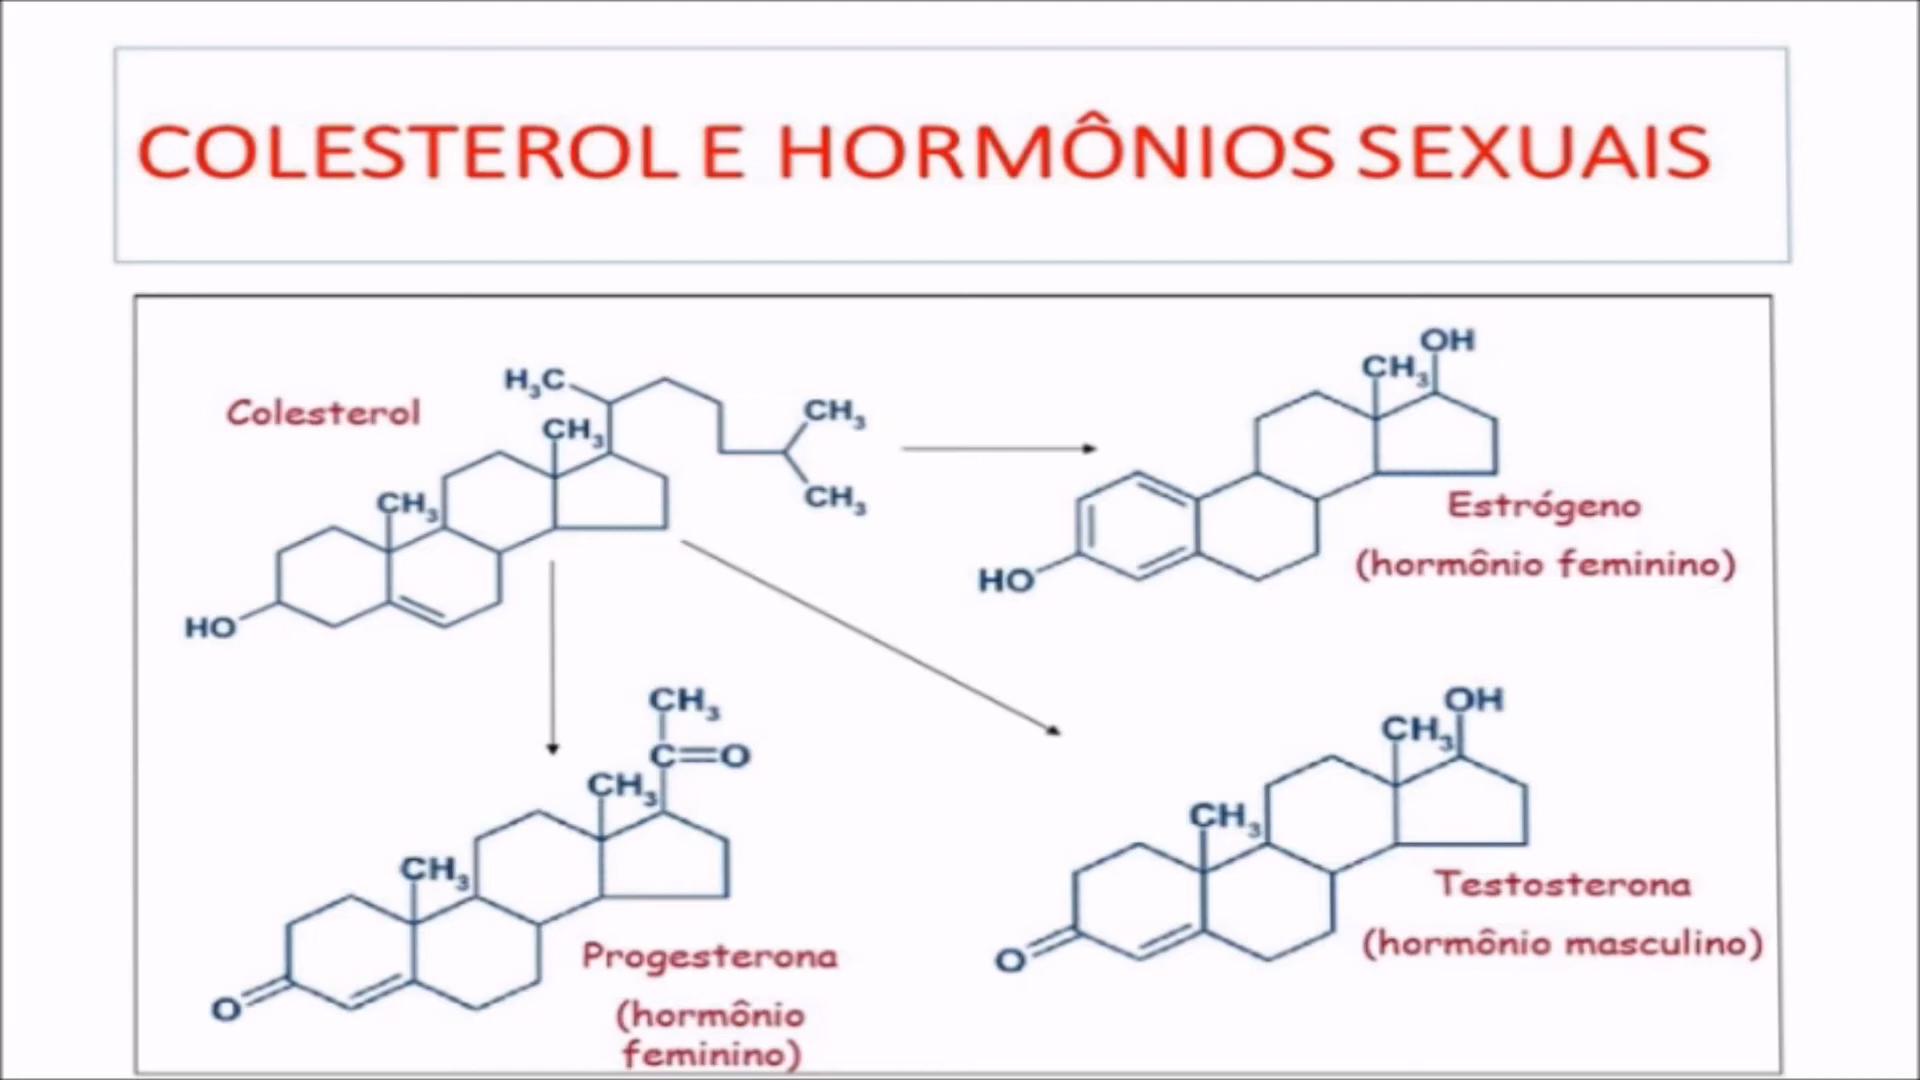 COLESTEROL E HORMÔNIOS SEXUAIS
Colesterol
H₃C
CH₃
CH₃
CH₃
CH₃
HO
OH
CH₃
HO
Estrógeno
(hormônio feminino)
CH₃
C=O
CH₃
CH₃
O
Progesterona
(hormônio
feminino)
OH
CH₃
CH₃
O
Testosterona
(hormônio masculino)